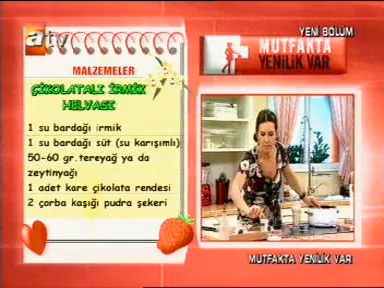 atv
MALZEMELER
ÇİKOLATALI İRMİK
HELVASI
1 su bardağı irmik
1 su bardağı süt (su karışımlı)
50-60 gr.tereyağ ya da
zeytinyağı
1 adet kare çikolata rendesi
2 çorba kaşığı pudra şekeri
YENİ BÖLÜM
MUTFAKTA
YENİLİK VAR
MUTFAKTA YENİLİK VAR